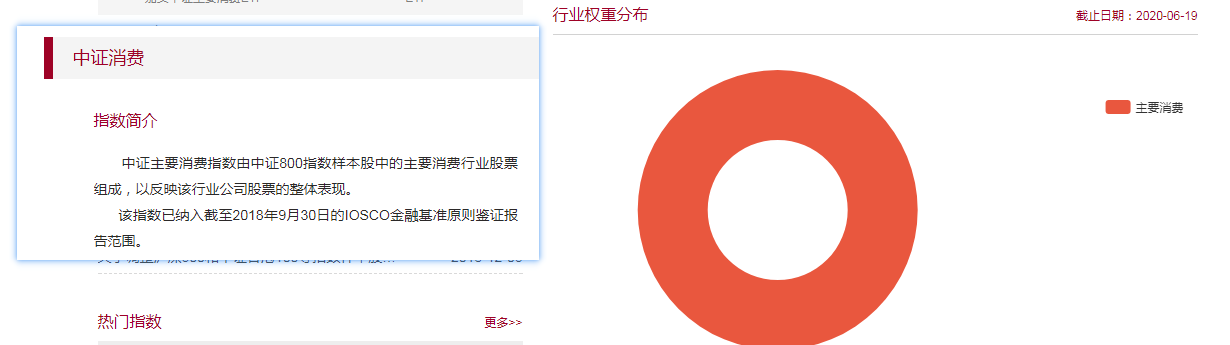 中证消费
指数简介
中证主要消费指数由中证800指数样本股中的主要消费行业股票
组成，以反映该行业公司股票的整体表现。
该指数已纳入截至2018年9月30日的IOSCO金融基准原则鉴证报
告范围。
热门指数
更多>>
行业权重分布
截止日期：2020-06-19
主要消费